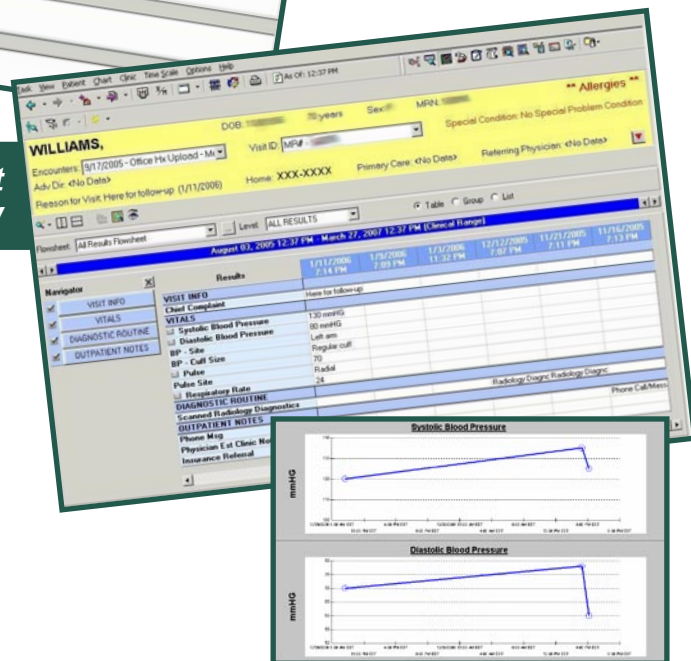 Task View Patient Chart Clinic Time Scale Options Help
As Of: 12:37 PM
WILLIAMS,
DOB:
years
Sex:
MRN:
** Allergies **
Encounters: 9/17/2005 - Office Hx Upload - M
Visit ID:
Special Condition: No Special Problem Condition
Adv Dir: <No Data>
Home: XXX-XXXX
Primary Care: <No Data>
Referring Physician: <No Data>
Reason for Visit: Here for follow-up (1/11/2006)
Flowsheet: All Results Flowsheet
Level: ALL RESULTS
Table Group List
August 03, 2005 12:37 PM - March 27, 2007 12:37 PM (Clinical Range)
Navigator
VISIT INFO
VITALS
DIAGNOSTIC ROUTINE
OUTPATIENT NOTES
Results
1/11/2006 7:14 PM
1/9/2006 7:09 PM
1/3/2006 11:32 PM
12/12/2005 7:07 PM
11/21/2005 7:11 PM
11/16/2005 7:13 PM
VISIT INFO
Chief Complaint Here for follow-up
VITALS
Systolic Blood Pressure 130 mmHG
Diastolic Blood Pressure 80 mmHG
BP - Site Left arm
BP - Cuff Size Regular cuff
Pulse 70
Pulse Site Radial
Respiratory Rate 24
DIAGNOSTIC ROUTINE
Scanned Radiology Diagnostics Radiology Diagnc Radiology Diagnc
OUTPATIENT NOTES
Phone Msg Phone Call/Mess
Physician Est Clinic No
Insurance Referral
Systolic Blood Pressure
mmHG
Diastolic Blood Pressure
mmHG